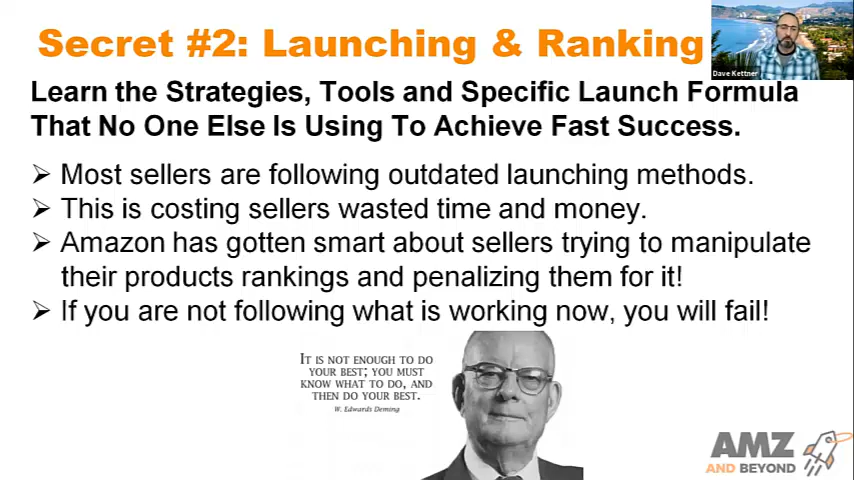 Secret #2: Launching & Ranking
Dave Kettner
Learn the Strategies, Tools and Specific Launch Formula
That No One Else Is Using To Achieve Fast Success.
Most sellers are following outdated launching methods.
This is costing sellers wasted time and money.
Amazon has gotten smart about sellers trying to manipulate
their products rankings and penalizing them for it!
If you are not following what is working now, you will fail!
IT IS NOT ENOUGH TO DO
YOUR BEST; YOU MUST
KNOW WHAT TO DO, AND
THEN DO YOUR BEST.
W. Edwards Deming
AMZ
AND BEYOND